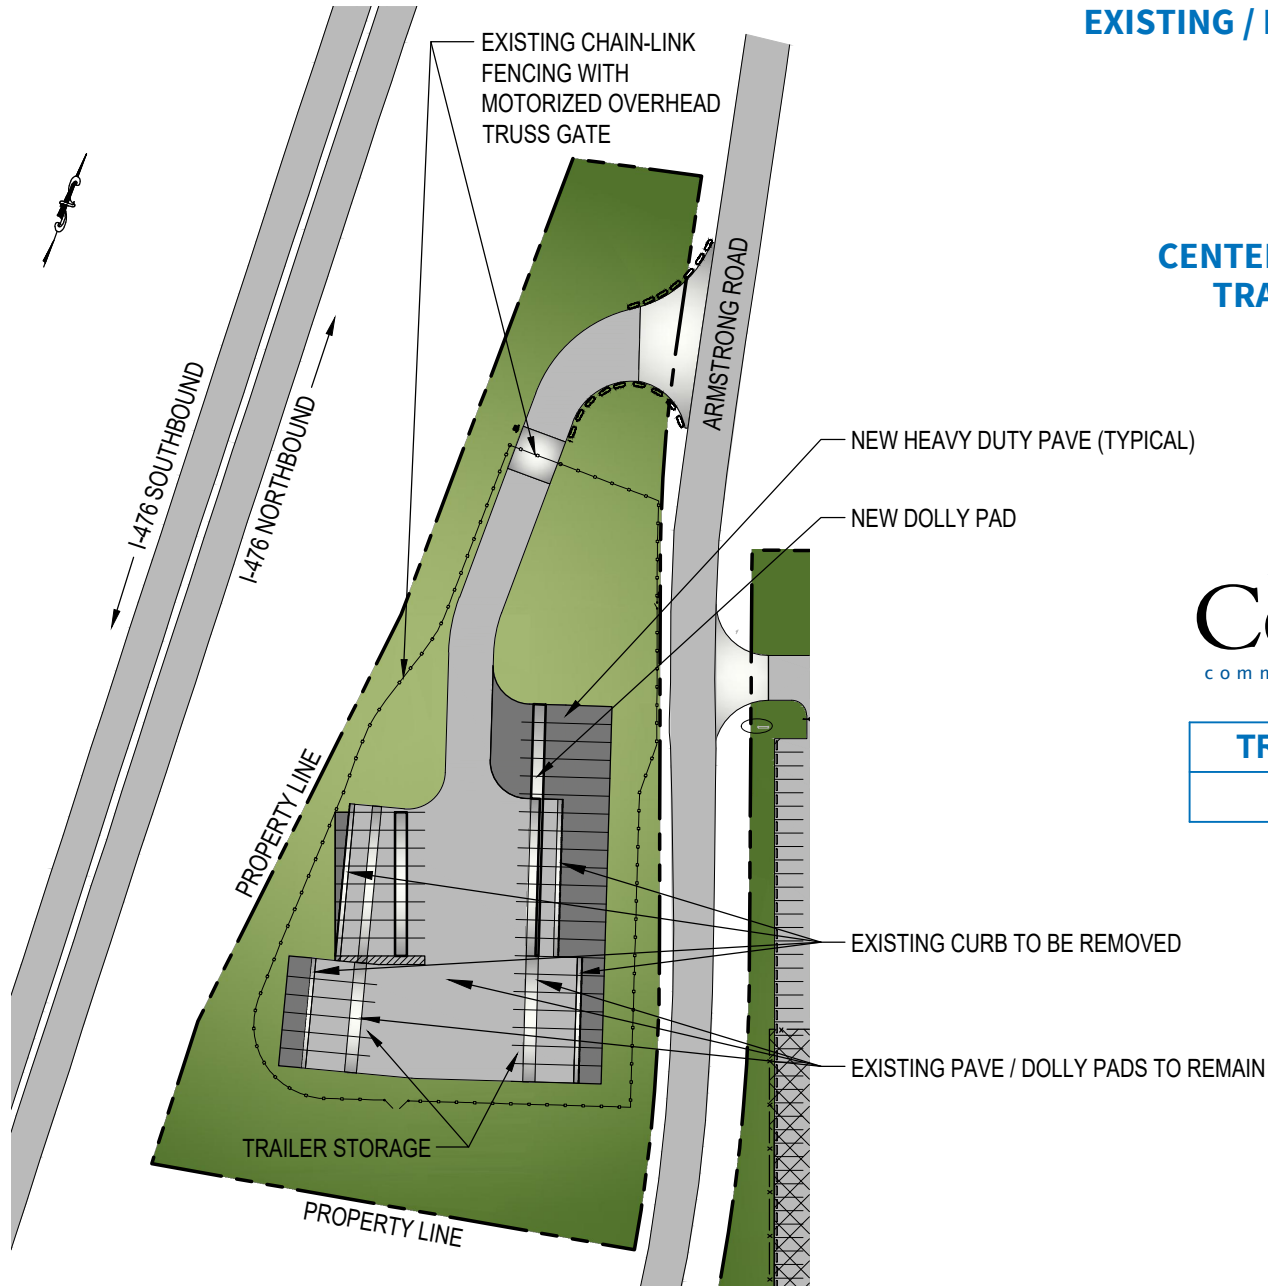 EXISTING /
EXISTING CHAIN-LINK
FENCING WITH
MOTORIZED OVERHEAD
TRUSS GATE
ARMSTRONG ROAD
I-476 SOUTHBOUND
I-476 NORTHBOUND
NEW HEAVY DUTY PAVE (TYPICAL)
NEW DOLLY PAD
PROPERTY LINE
EXISTING CURB TO BE REMOVED
EXISTING PAVE / DOLLY PADS TO REMAIN
TRAILER STORAGE
PROPERTY LINE